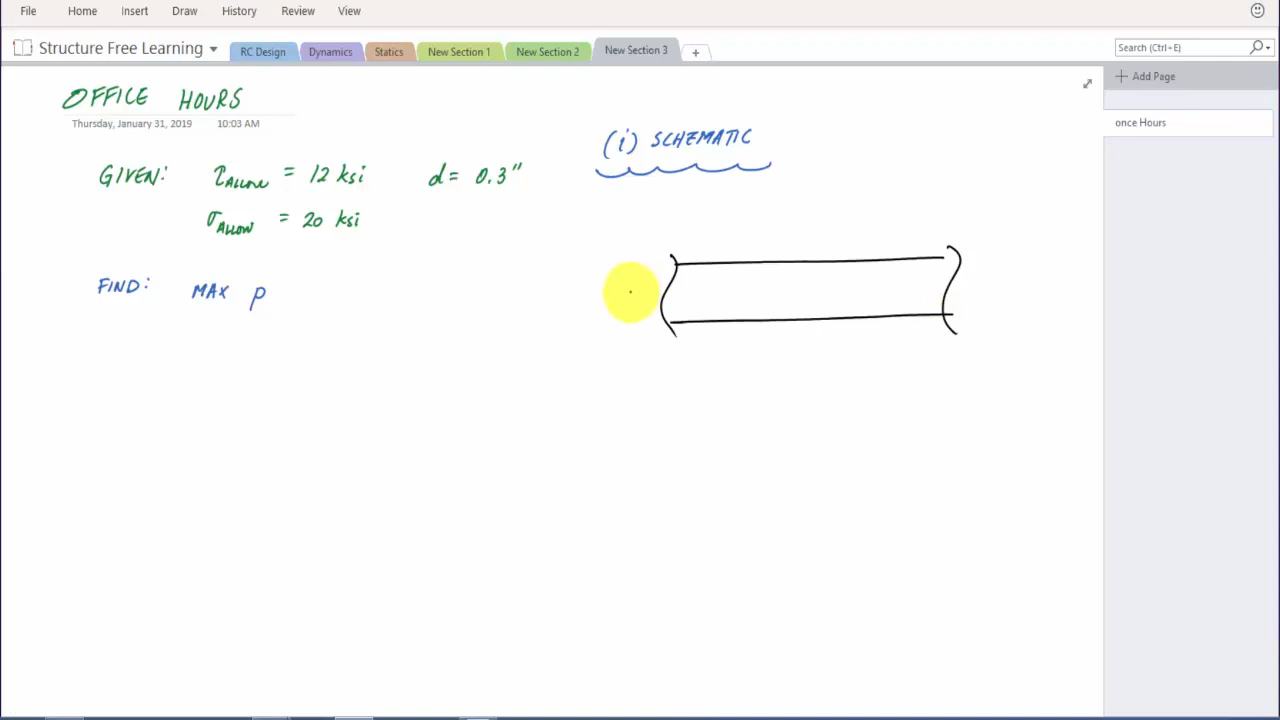 File Home Insert Draw History Review View
Structure Free Learning RC Design Dynamics Statics New Section 1 New Section 2 New Section 3 +
Search (Ctrl+E)
+ Add Page
once Hours
OFFICE HOURS
Thursday, January 31, 2019 10:03 AM
(i) SCHEMATIC
GIVEN: τ_ALLOW = 12 ksi d = 0.3"
σ_ALLOW = 20 ksi
FIND: MAX P